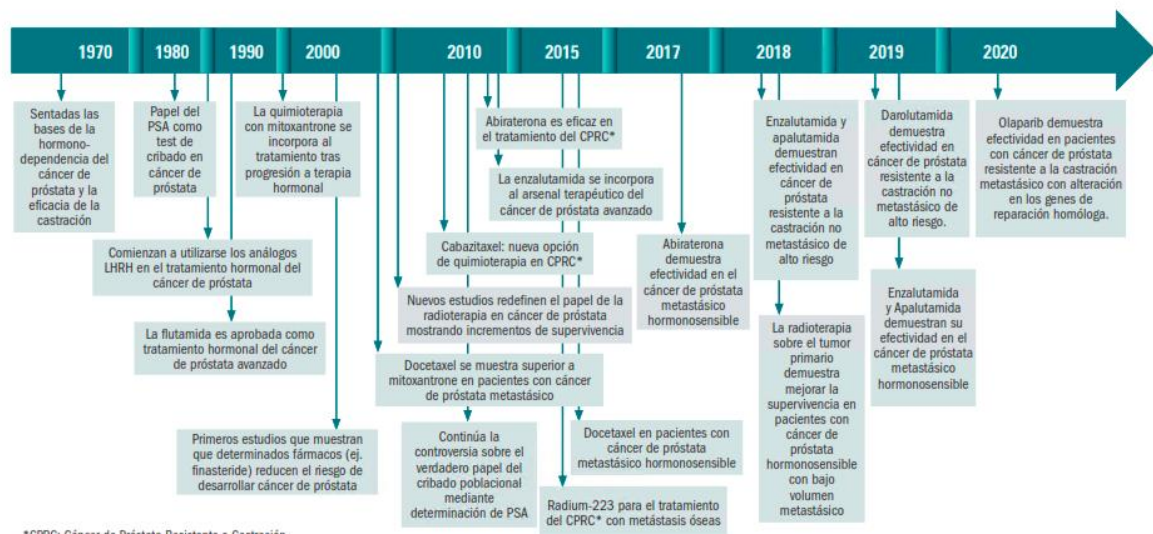 1970
1980
1990
2000
2010
2015
2017
2018
2019
2020
Sentadas las
bases de la
hormono-
dependencia del
cáncer de
próstata y la
eficacia de la
castración
Papel del
PSA como
test de
cribado en
cáncer de
próstata
La quimioterapia
con mitoxantrone se
incorpora al
tratamiento tras
progresión a terapia
hormonal
Comienzan a utilizarse los análogos
LHRH en el tratamiento hormonal del
cáncer de próstata
La flutamida es aprobada como
tratamiento hormonal del cáncer
de próstata avanzado
Primeros estudios que muestran
que determinados fármacos (ej.
finasteride) reducen el riesgo de
desarrollar cáncer de próstata
Abiraterona es eficaz en
el tratamiento del CPRC*
La enzalutamida se incorpora
al arsenal terapéutico del
cáncer de próstata avanzado
Cabazitaxel: nueva opción
de quimioterapia en CPRC*
Nuevos estudios redefinen el papel de la
radioterapia en cáncer de próstata
mostrando incrementos de supervivencia
Docetaxel se muestra superior a
mitoxantrone en pacientes con cáncer
de próstata metastásico
Continúa la
controversia sobre el
verdadero papel del
cribado poblacional
mediante
determinación de PSA
Docetaxel en pacientes con
cáncer de próstata
metastásico hormonosensible
Radium-223 para el tratamiento
del CPRC* con metástasis óseas
Abiraterona
demuestra
efectividad en el
cáncer de próstata
metastásico
hormonosensible
Enzalutamida y
apalutamida
demuestran
efectividad en
cáncer de
próstata
resistente a la
castración no
metastásico de
alto riesgo
La radioterapia
sobre el tumor
primario
demuestra
mejorar la
supervivencia en
pacientes con
cáncer de
próstata
hormonosensible
con bajo
volumen
metastásico
Darolutamida
demuestra
efectividad en
cáncer de próstata
resistente a la
castración no
metastásico de
alto riesgo.
Enzalutamida
y Apalutamida
demuestran su
efectividad en el
cáncer de próstata
metastásico
hormonosensible
Olaparib demuestra
efectividad en pacientes
con cáncer de próstata
resistente a la castración
metastásico con alteración
en los genes de
reparación homóloga.
*CPRC: Cáncer de Próstata Resistente a Castración